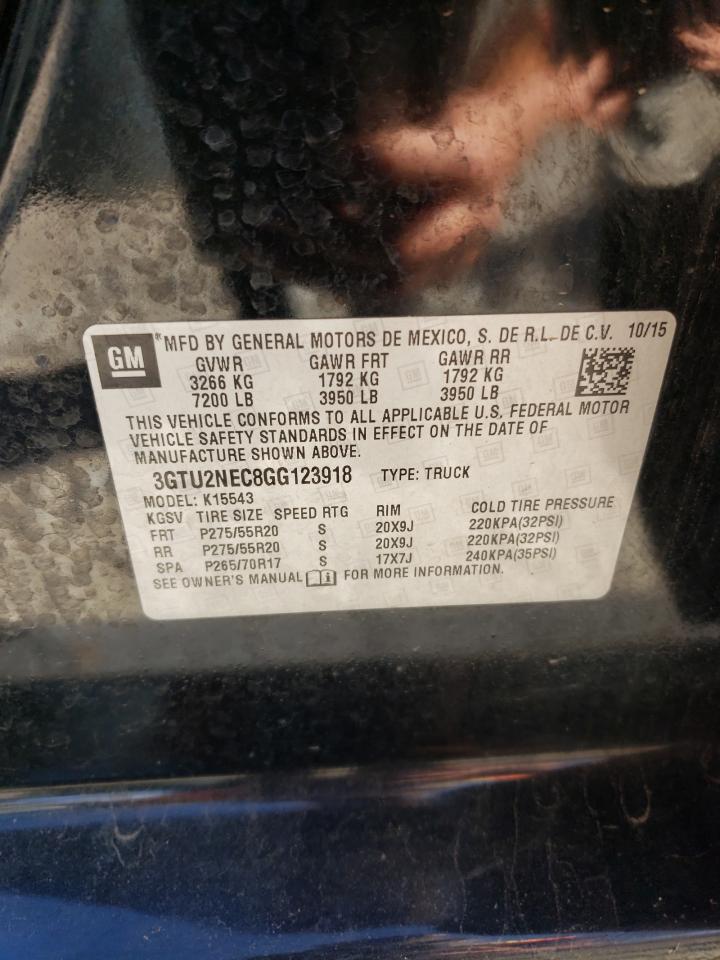 GM
*MFD BY GENERAL MOTORS DE MEXICO, S. DE R.L. DE C.V. 10/15
GVWR GAWR FRT GAWR RR
3266 KG 1792 KG 1792 KG
7200 LB 3950 LB 3950 LB
THIS VEHICLE CONFORMS TO ALL APPLICABLE U.S. FEDERAL MOTOR
VEHICLE SAFETY STANDARDS IN EFFECT ON THE DATE OF
MANUFACTURE SHOWN ABOVE.
3GTU2NEC8GG123918 TYPE: TRUCK
MODEL: K15543
KGSV TIRE SIZE SPEED RTG RIM COLD TIRE PRESSURE
FRT P275/55R20 S 20X9J 220KPA(32PSI)
RR P275/55R20 S 20X9J 220KPA(32PSI)
SPA P265/70R17 S 17X7J 240KPA(35PSI)
SEE OWNER'S MANUAL FOR MORE INFORMATION.